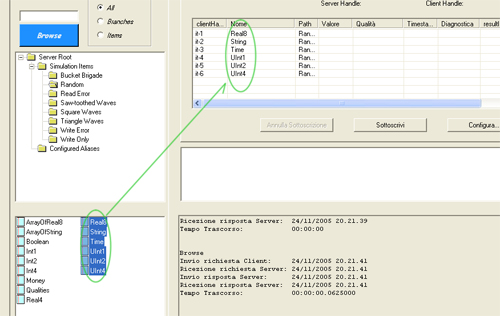 Server Handle: Client Handle:
All
Branches
Items
Browse
clientHa... Nome Path Valore Qualità Timesta... Diagnostica result
it-1 Real8 Ran...
it-2 String Ran...
it-3 Time Ran...
it-4 UInt1 Ran...
it-5 UInt2 Ran...
it-6 UInt4 Ran...
Server Root
Simulation Items
Bucket Brigade
Random
Read Error
Saw-toothed Waves
Square Waves
Triangle Waves
Write Error
Write Only
Configured Aliases
Annulla Sottoscrizione Sottoscrivi Configura...
ArrayOfReal8
ArrayOfString
Boolean
Int1
Int2
Int4
Money
Qualities
Real4
Real8
String
Time
UInt1
UInt2
UInt4
Ricezione risposta Server: 24/11/2005 20.21.39
Tempo Trascorso: 00:00:00
Browse
Invio richiesta Client: 24/11/2005 20.21.41
Ricezione richiesta Server: 24/11/2005 20.21.41
Invio risposta Server: 24/11/2005 20.21.41
Ricezione risposta Server: 24/11/2005 20.21.41
Tempo Trascorso: 00:00:00.0625000